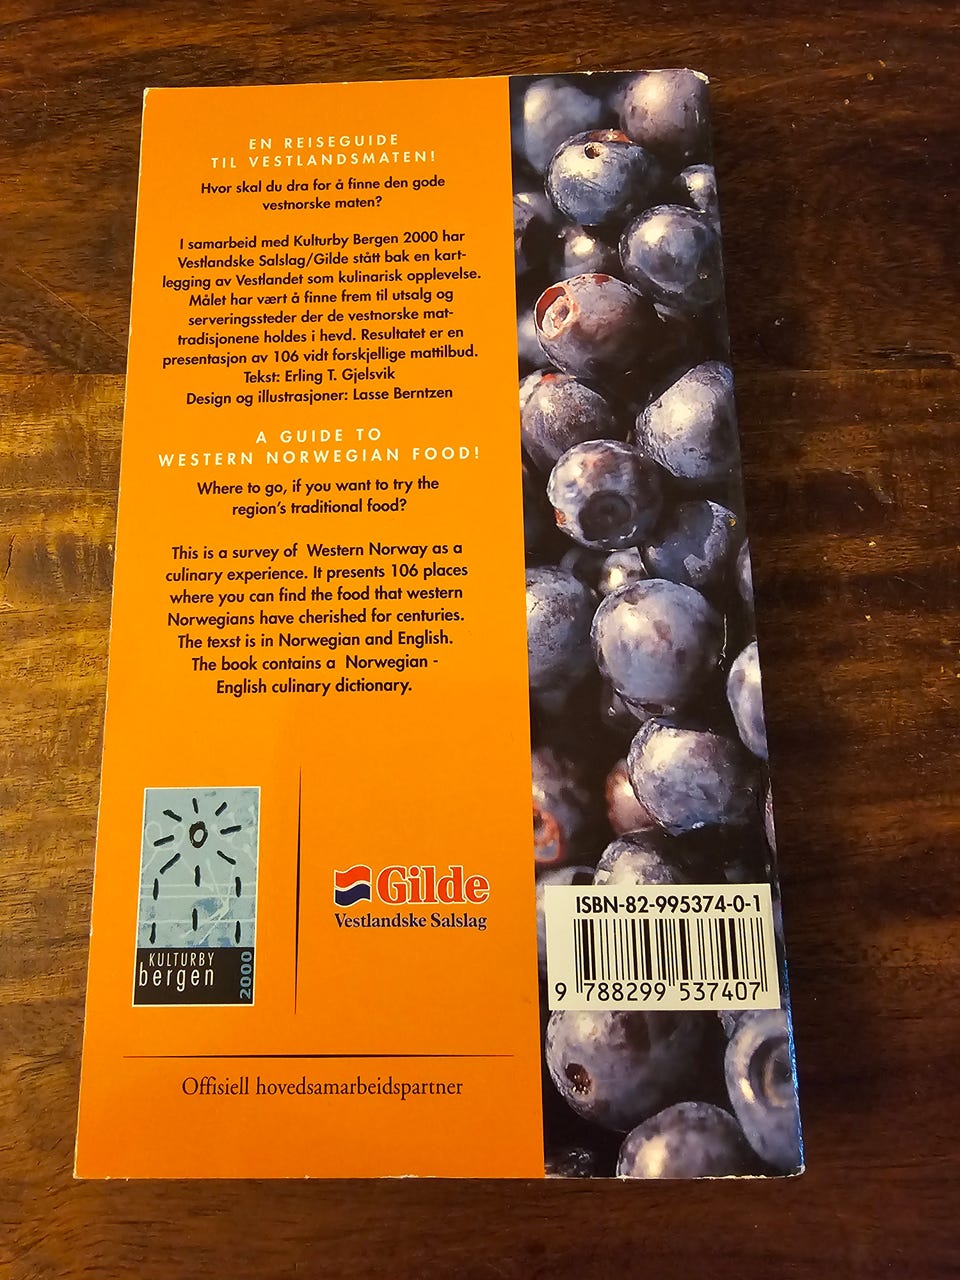 EN REISEGUIDE
TIL VESTLANDSMATEN!
Hvor skal du dra for å finne den gode
vestnorske maten?
I samarbeid med Kulturby Bergen 2000 har
Vestlandske Salslag/Gilde stått bak en kart-
legging av Vestlandet som kulinarisk opplevelse.
Målet har vært å finne frem til utsalg og
serveringssteder der de vestnorske mat-
tradisjonene holdes i hevd. Resultatet er en
presentasjon av 106 vidt forskjellige mattilbud.
Tekst: Erling T. Gjelsvik
Design og illustrasjoner: Lasse Berntzen
A GUIDE TO
WESTERN NORWEGIAN FOOD!
Where to go, if you want to try the
region's traditional food?
This is a survey of Western Norway as a
culinary experience. It presents 106 places
where you can find the food that western
Norwegians have cherished for centuries.
The texst is in Norwegian and English.
The book contains a Norwegian -
English culinary dictionary.
KULTURBY
bergen
2000
Gilde
Vestlandske Salslag
Offisiell hovedsamarbeidspartner
ISBN-82-995374-0-1
9 788299 537407